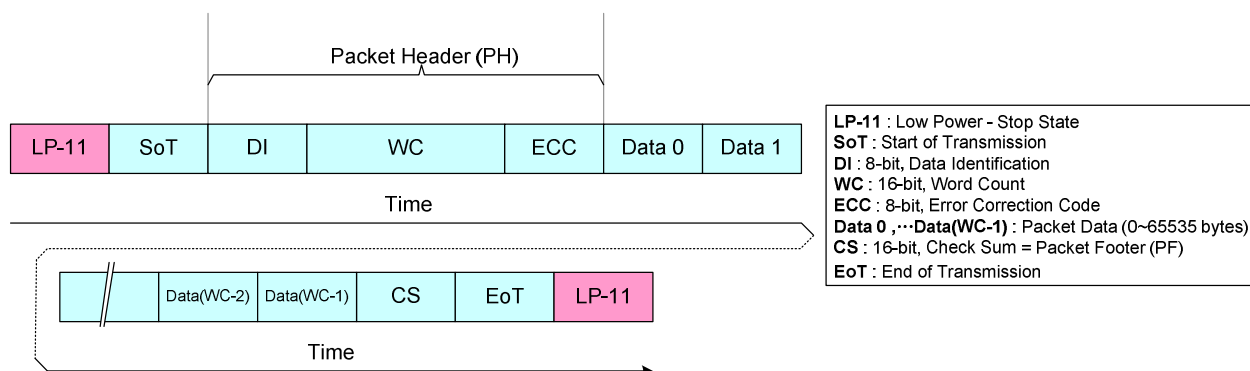 Packet Header (PH)
LP-11 SoT DI WC ECC Data 0 Data 1
Time
Data(WC-2) Data(WC-1) CS EoT LP-11
Time
LP-11 : Low Power - Stop State
SoT : Start of Transmission
DI : 8-bit, Data Identification
WC : 16-bit, Word Count
ECC : 8-bit, Error Correction Code
Data 0 ,⋯Data(WC-1) : Packet Data (0~65535 bytes)
CS : 16-bit, Check Sum = Packet Footer (PF)
EoT : End of Transmission